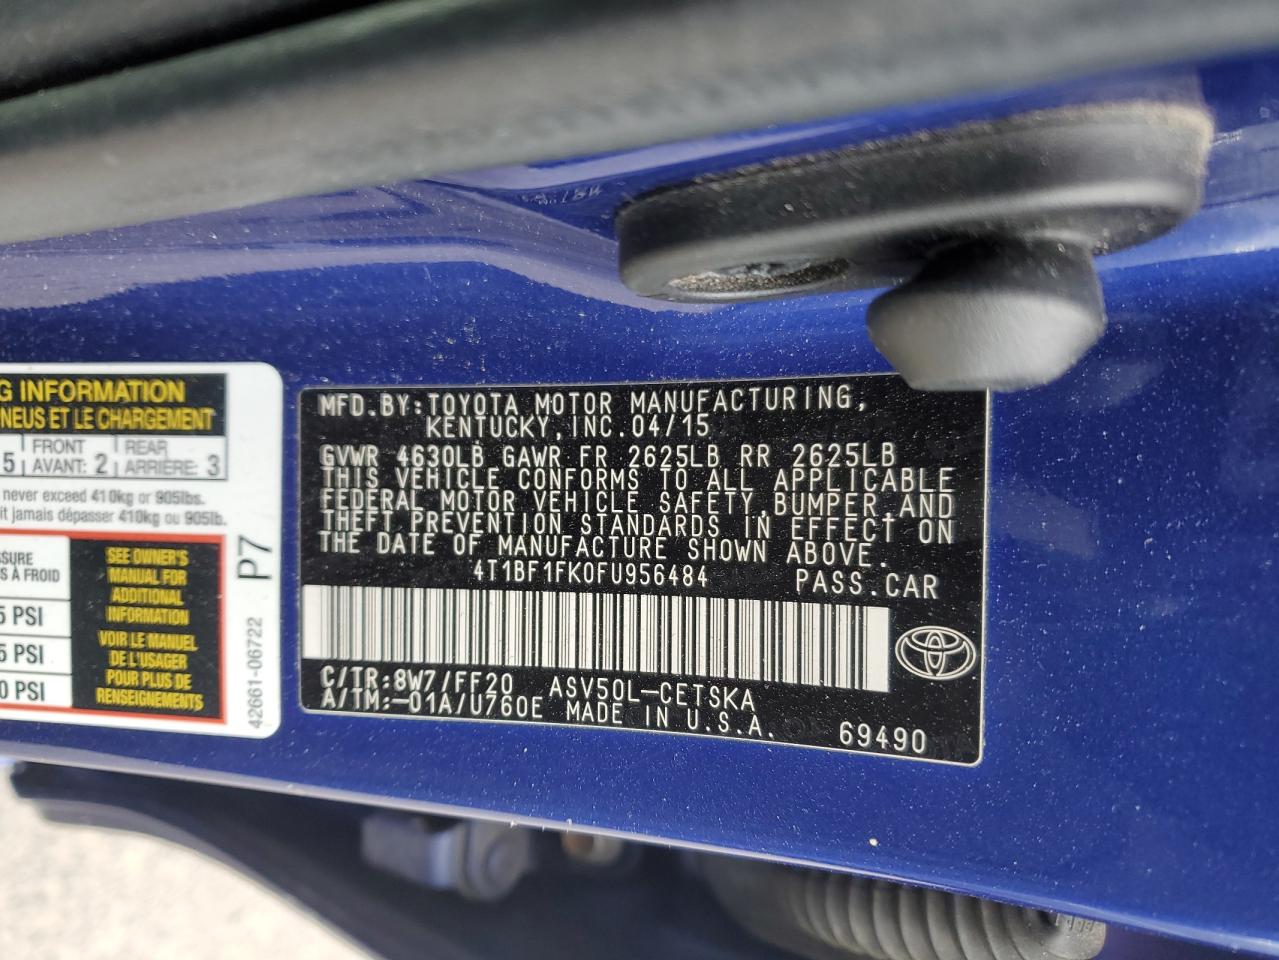 G INFORMATION
NEUS ET LE CHARGEMENT
5 FRONT AVANT: 2 REAR ARRIÈRE: 3
never exceed 410kg or 905lbs.
it jamais dépasser 410kg ou 905lb.
SSURE
S À FROID
5 PSI
5 PSI
0 PSI
SEE OWNER'S
MANUAL FOR
ADDITIONAL
INFORMATION
VOIR LE MANUEL
DE L'USAGER
POUR PLUS DE
RENSEIGNEMENTS
P7
42661-06722
MFD.BY:TOYOTA MOTOR MANUFACTURING,
KENTUCKY,INC.04/15
GVWR 4630LB GAWR FR 2625LB RR 2625LB
THIS VEHICLE CONFORMS TO ALL APPLICABLE
FEDERAL MOTOR VEHICLE SAFETY,BUMPER,AND
THEFT PREVENTION STANDARDS IN EFFECT ON
THE DATE OF MANUFACTURE SHOWN ABOVE.
4T1BF1FK0FU956484 PASS.CAR
C/TR:8W7/FF20 ASV50L-CETSKA
A/TM:-01A/U760E MADE IN U.S.A. 69490